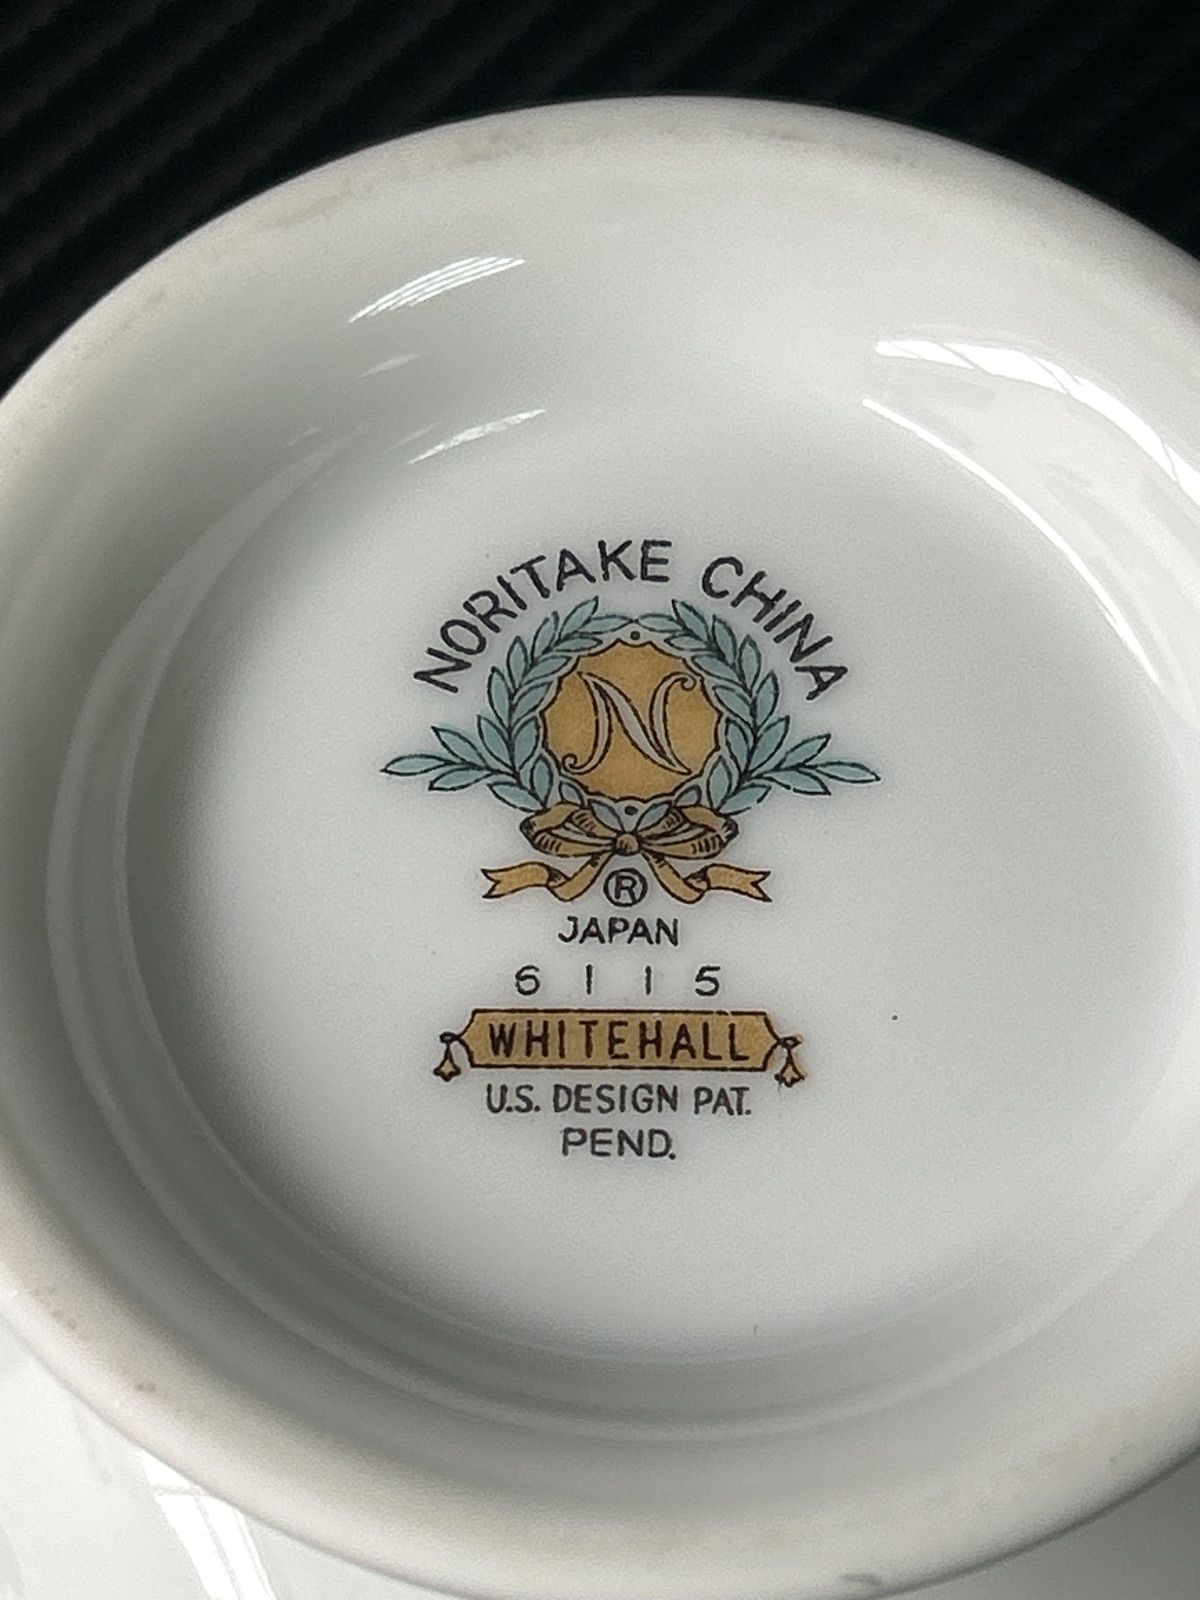 NORITAKE CHINA
N
®
JAPAN
6115
WHITEHALL
U.S. DESIGN PAT.
PEND.